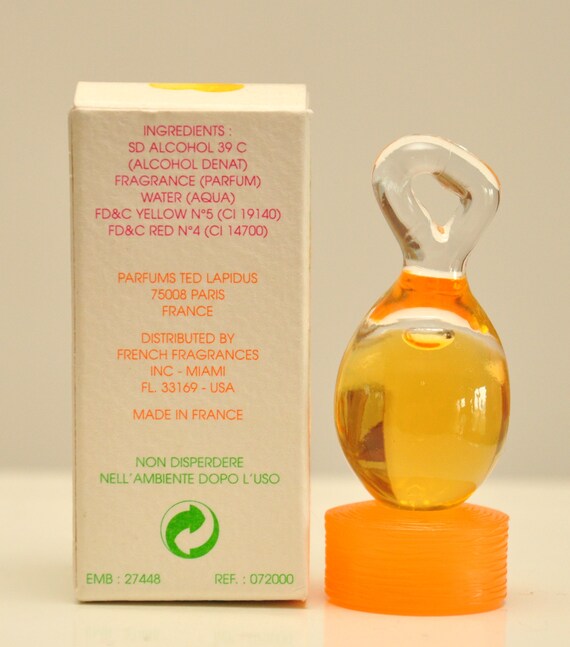 INGREDIENTS :
SD ALCOHOL 39 C
(ALCOHOL DENAT)
FRAGRANCE (PARFUM)
WATER (AQUA)
FD&C YELLOW N°5 (CI 19140)
FD&C RED N°4 (CI 14700)
PARFUMS TED LAPIDUS
75008 PARIS
FRANCE
DISTRIBUTED BY
FRENCH FRAGRANCES
INC - MIAMI
FL. 33169 - USA
MADE IN FRANCE
NON DISPERDERE
NELL'AMBIENTE DOPO L'USO
EMB : 27448 REF. : 072000